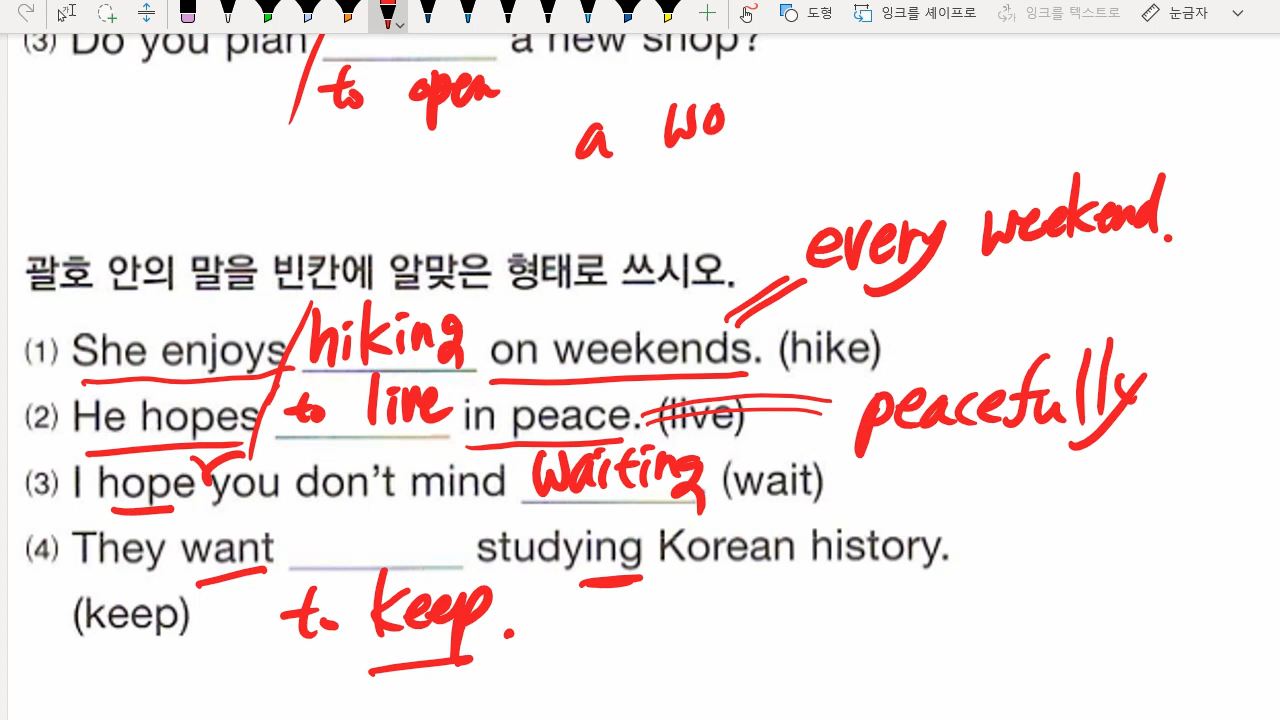 도형 잉크를 셰이프로 잉크를 텍스트로 눈금자
(3) Do you plan / to open a new shop?
a wo
every weekend.
괄호 안의 말을 빈칸에 알맞은 형태로 쓰시오.
(1) She enjoys / hiking on weekends. (hike)
(2) He hopes / to live in peace. (live) peacefully
(3) I hope you don't mind waiting (wait)
(4) They want studying Korean history.
(keep) to keep.